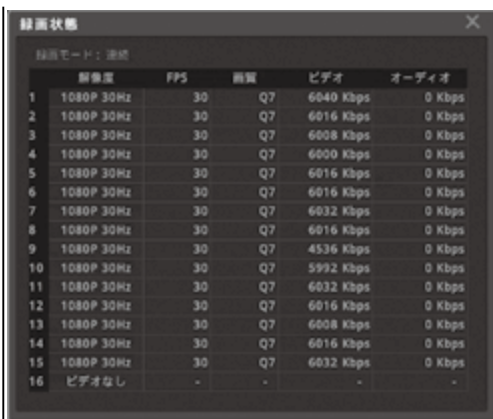 録画状態
録画モード: 連続
解像度 FPS 画質 ビデオ オーディオ
1 1080P 30Hz 30 Q7 6040 Kbps 0 Kbps
2 1080P 30Hz 30 Q7 6016 Kbps 0 Kbps
3 1080P 30Hz 30 Q7 6008 Kbps 0 Kbps
4 1080P 30Hz 30 Q7 6000 Kbps 0 Kbps
5 1080P 30Hz 30 Q7 6016 Kbps 0 Kbps
6 1080P 30Hz 30 Q7 6016 Kbps 0 Kbps
7 1080P 30Hz 30 Q7 6032 Kbps 0 Kbps
8 1080P 30Hz 30 Q7 6016 Kbps 0 Kbps
9 1080P 30Hz 30 Q7 4536 Kbps 0 Kbps
10 1080P 30Hz 30 Q7 5992 Kbps 0 Kbps
11 1080P 30Hz 30 Q7 6032 Kbps 0 Kbps
12 1080P 30Hz 30 Q7 6016 Kbps 0 Kbps
13 1080P 30Hz 30 Q7 6008 Kbps 0 Kbps
14 1080P 30Hz 30 Q7 6016 Kbps 0 Kbps
15 1080P 30Hz 30 Q7 6032 Kbps 0 Kbps
16 ビデオなし - - - -